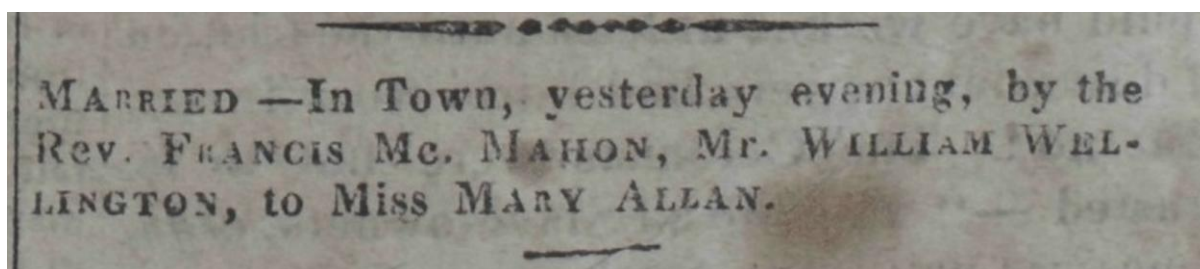 MARRIED —In Town, yesterday evening, by the
Rev. FRANCIS Mc. MAHON, Mr. WILLIAM WEL-
LINGTON, to Miss MARY ALLAN.